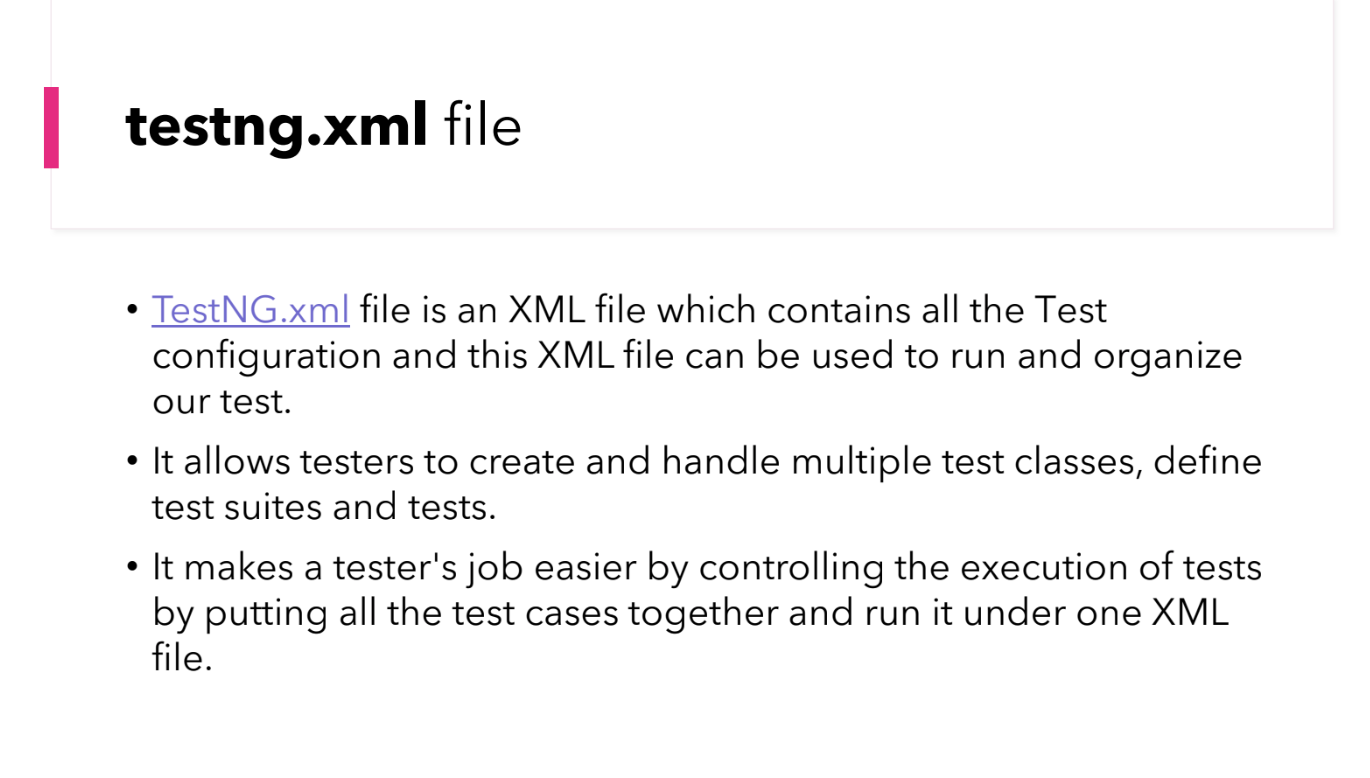 testng.xml file
• TestNG.xml file is an XML file which contains all the Test
configuration and this XML file can be used to run and organize
our test.
• It allows testers to create and handle multiple test classes, define
test suites and tests.
• It makes a tester's job easier by controlling the execution of tests
by putting all the test cases together and run it under one XML
file.